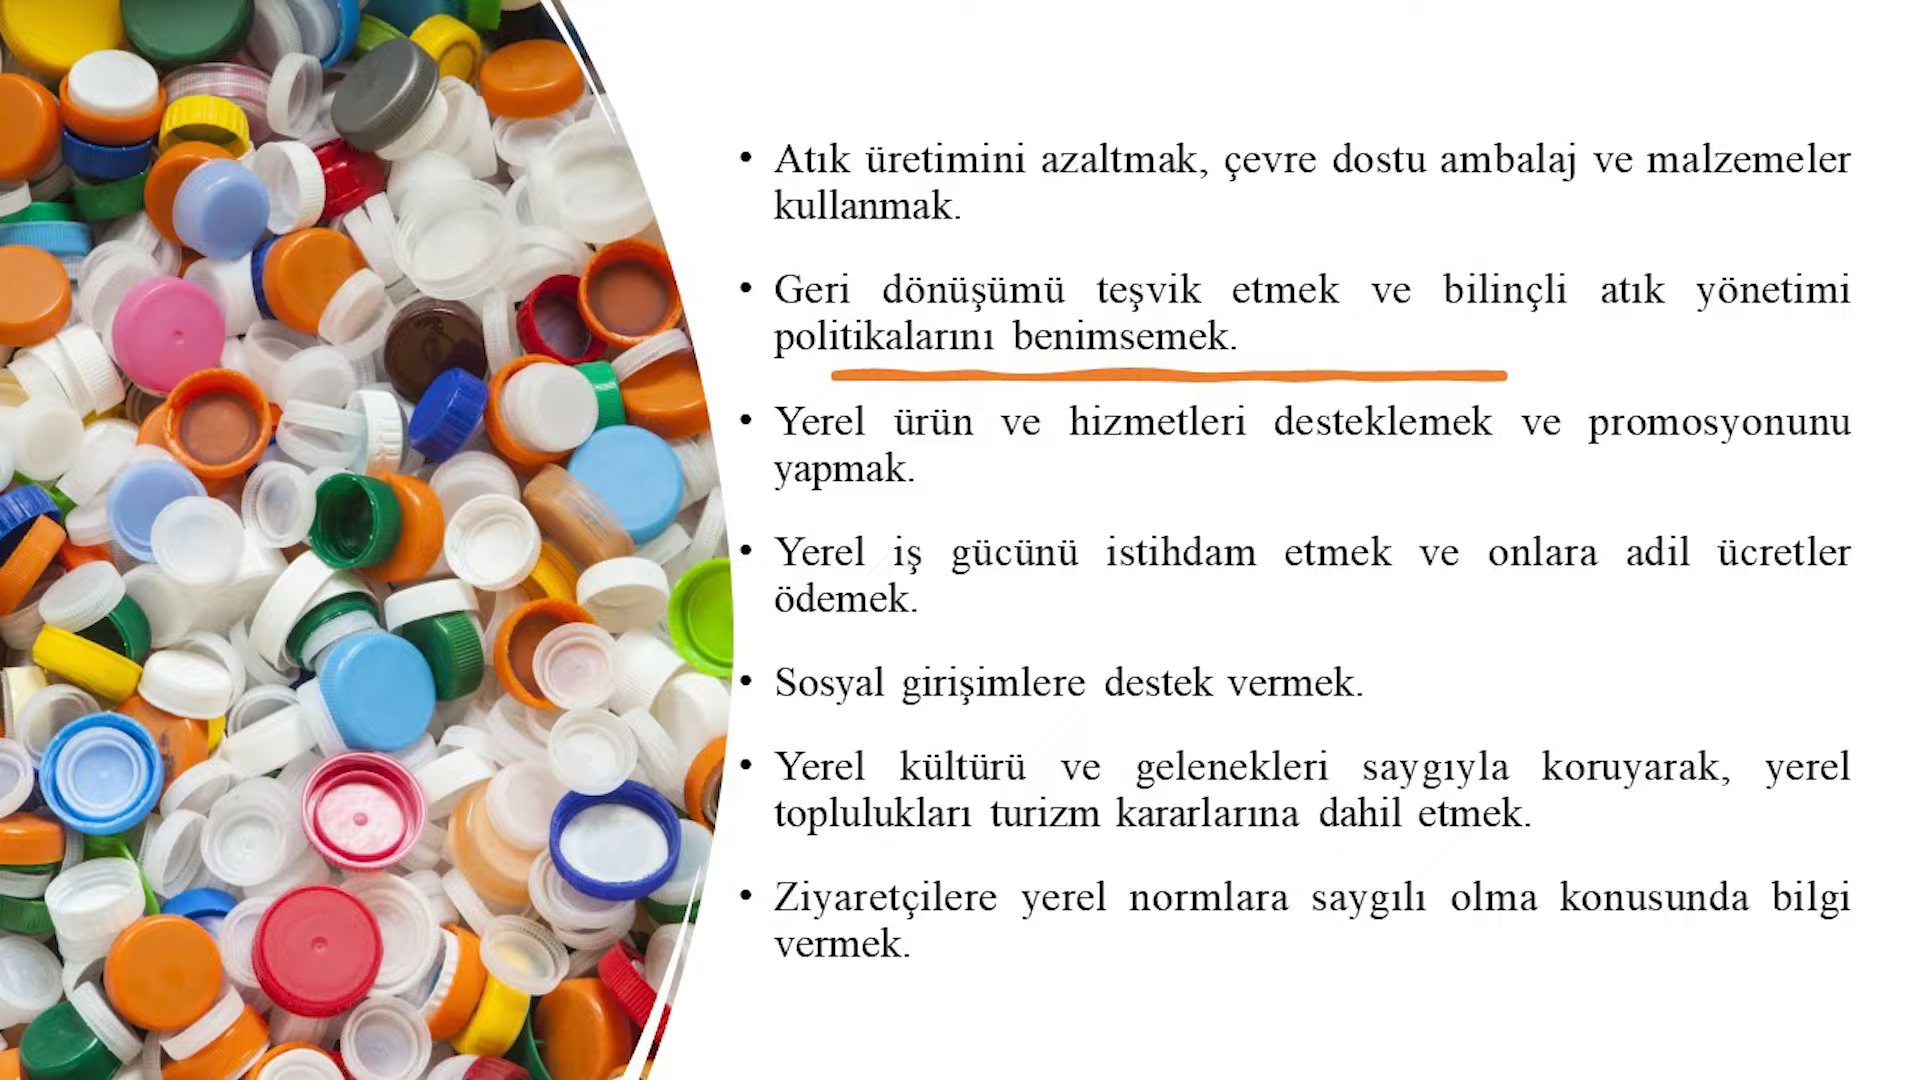 • Atık üretimini azaltmak, çevre dostu ambalaj ve malzemeler
kullanmak.
• Geri dönüşümü teşvik etmek ve bilinçli atık yönetimi
politikalarını benimsemek.
• Yerel ürün ve hizmetleri desteklemek ve promosyonunu
yapmak.
• Yerel iş gücünü istihdam etmek ve onlara adil ücretler
ödemek.
• Sosyal girişimlere destek vermek.
• Yerel kültürü ve gelenekleri saygıyla koruyarak, yerel
toplulukları turizm kararlarına dahil etmek.
• Ziyaretçilere yerel normlara saygılı olma konusunda bilgi
vermek.